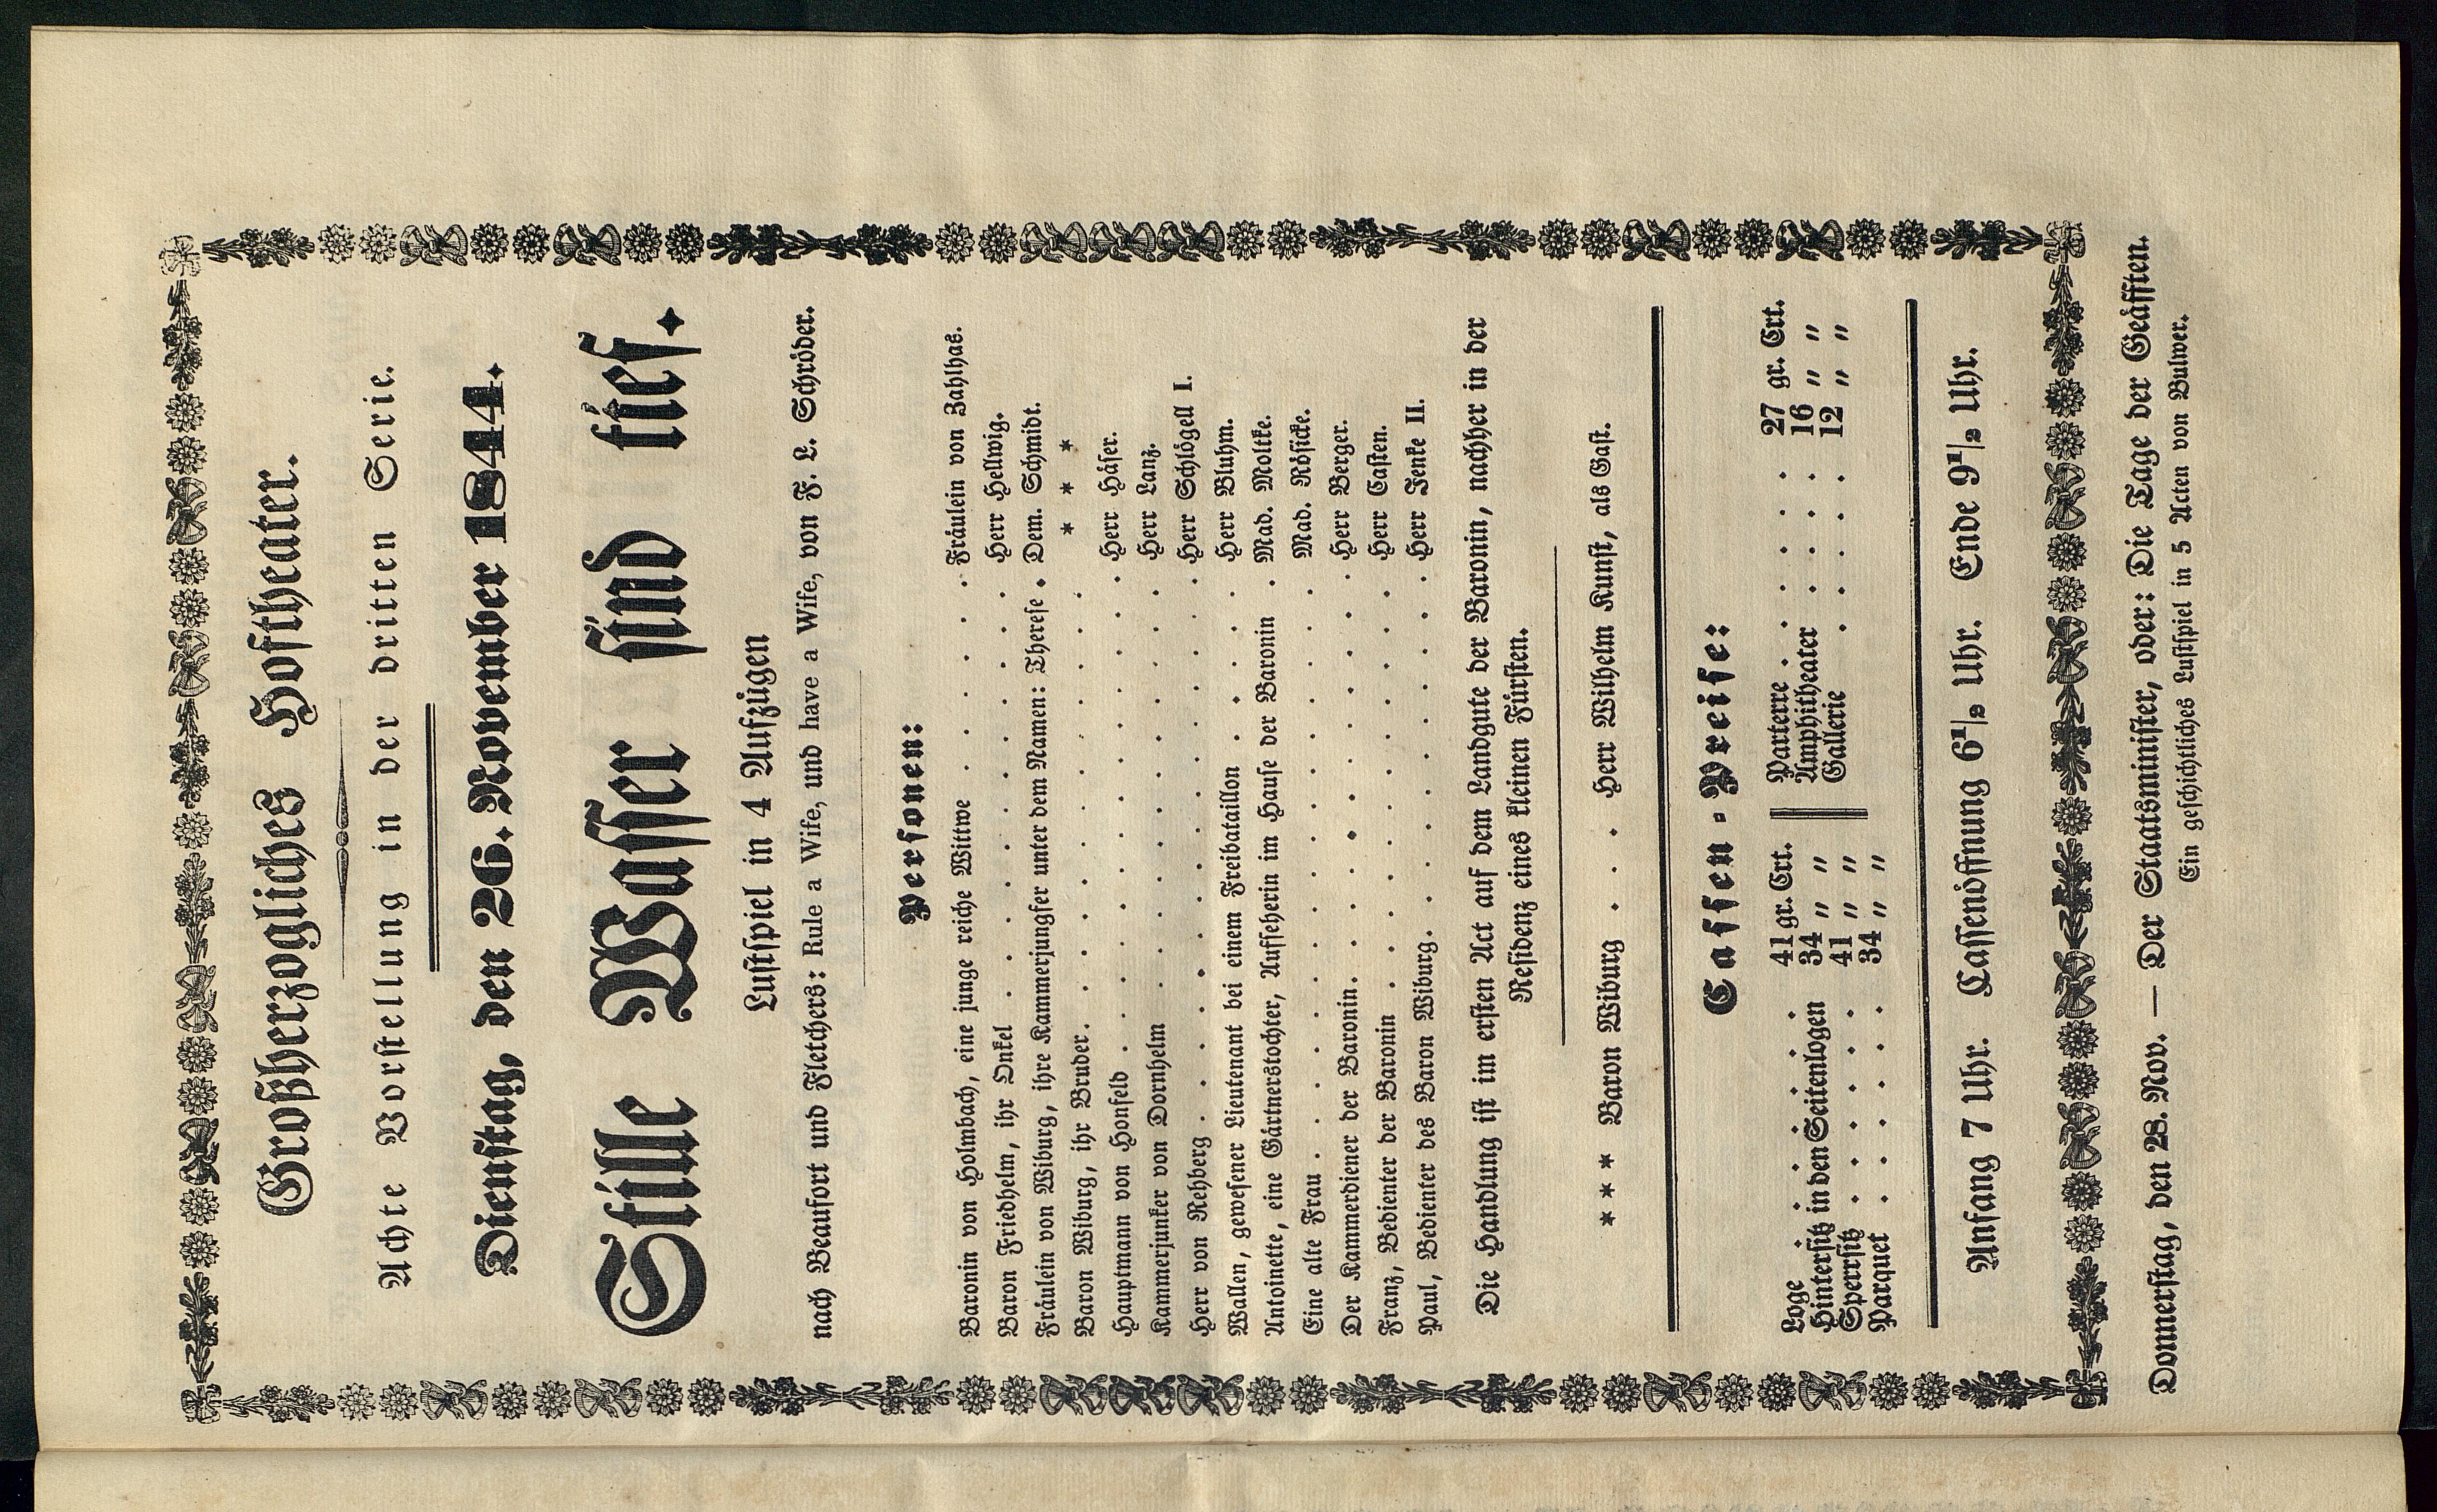 Großherzogliches Hoftheater.
Achte Vorstellung in der dritten Serie.
Dienstag, den 26. November 1844.
Stille Wasser sind tief.
Lustspiel in 4 Aufzügen
nach Beaufort und Fletchers: Rule a Wife, und have a Wife, von F. L. Schröder.
Personen:
Baronin von Holmbach, eine junge reiche Wittwe . . . . . . Fräulein von Zahlhas.
Baron Friedhelm, ihr Onkel . . . . . . . . . . . Herr Hellwig.
Fräulein von Wiburg, ihre Kammerjungfer unter dem Namen: Therese . Dem. Schmidt.
Baron Wiburg, ihr Bruder . . . . . . . . . . . * * *
Hauptmann von Honfeld . . . . . . . . . . . Herr Häser.
Kammerjunker von Dornhelm . . . . . . . . . . Herr Lanz.
Herr von Rehberg . . . . . . . . . . . . . Herr Schlögell I.
Wallen, gewesener Lieutenant bei einem Freibataillon . . . . . Herr Bluhm.
Antoinette, eine Gärtnerstochter, Aufseherin im Hause der Baronin . Mad. Moltke.
Eine alte Frau . . . . . . . . . . . . . . Mad. Rösicke.
Der Kammerdiener der Baronin . . . . . . . . . . Herr Berger.
Franz, Bedienter der Baronin . . . . . . . . . . . Herr Casten.
Paul, Bedienter des Baron Wiburg . . . . . . . . . Herr Jenke II.
Die Handlung ist im ersten Act auf dem Landgute der Baronin, nachher in der
Residenz eines kleinen Fürsten.
* * * Baron Wiburg . . . Herr Wilhelm Kunst, als Gast.
Cassen-Preise:
Loge . . . . . 41 gr. Crt.
Hintersitz in den Seitenlogen 34 " "
Sperrsitz . . . . . . 41 " "
Parquet . . . . . . 34 " "
Parterre . . . . . 27 gr. Crt.
Amphitheater . . . . 16 " "
Gallerie . . . . . 12 " "
Anfang 7 Uhr. Cassenöffnung 6 1/2 Uhr. Ende 9 1/2 Uhr.
Donnerstag, den 28. Nov. — Der Staatsminister, oder: Die Tage der Geäfften.
Ein geschichtliches Lustspiel in 5 Acten von Bulwer.